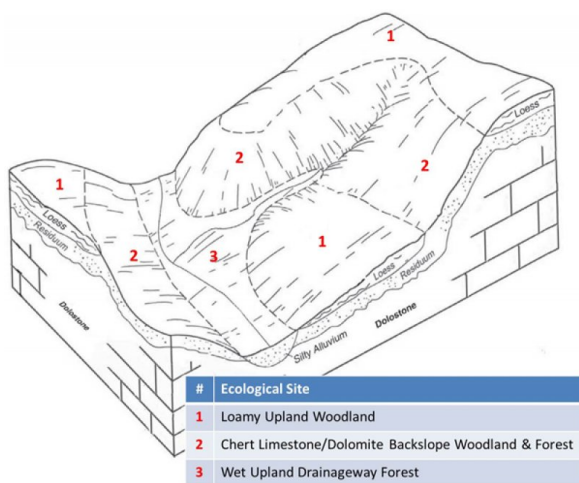 1
Loess
2
2
1
Loess
Residuum
2
3
1
Loess
Residuum
Dolostone
Dolostone
Silty Alluvium
# Ecological Site
1 Loamy Upland Woodland
2 Chert Limestone/Dolomite Backslope Woodland & Forest
3 Wet Upland Drainageway Forest